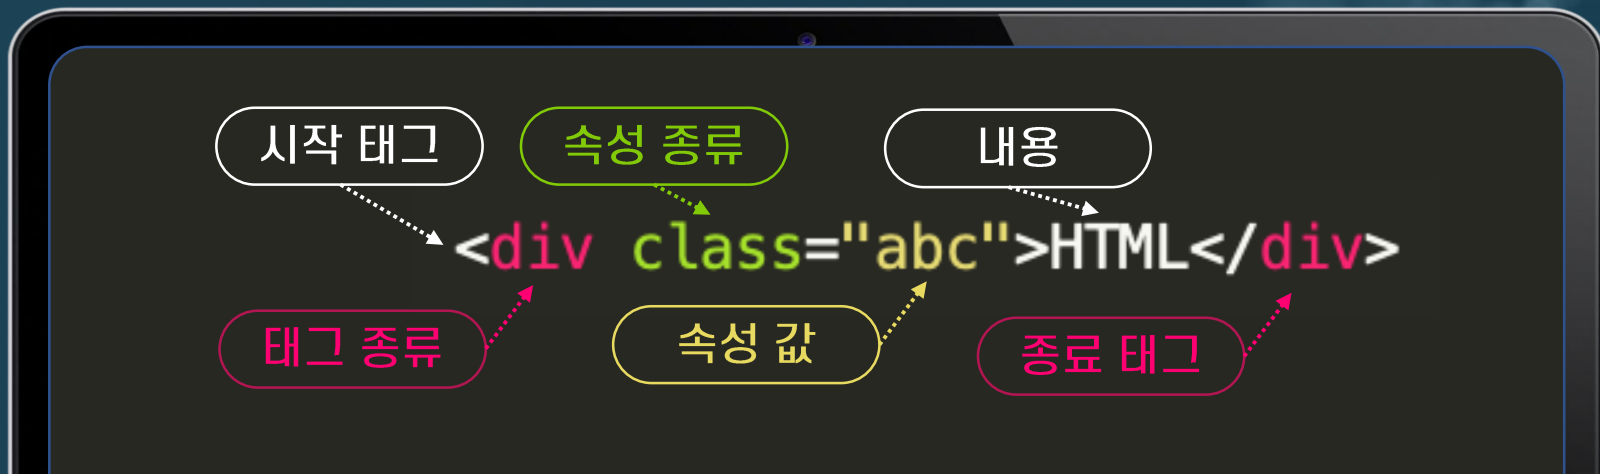 시작 태그
속성 종류
내용
<div class="abc">HTML</div>
태그 종류
속성 값
종료 태그